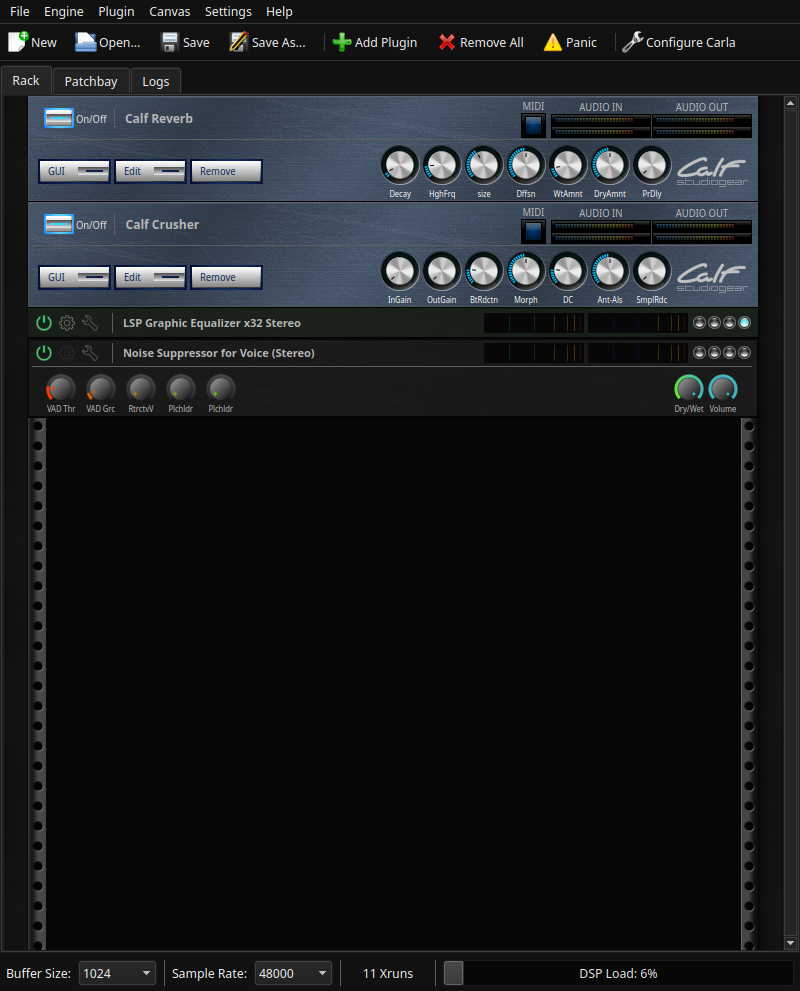 File Engine Plugin Canvas Settings Help
New Open... Save Save As... Add Plugin Remove All Panic Configure Carla
Rack Patchbay Logs
On/Off Calf Reverb MIDI AUDIO IN AUDIO OUT
GUI Edit Remove Calf studiogear
Decay HghFrq size Dffsn WtAmnt DryAmnt PrDly
On/Off Calf Crusher MIDI AUDIO IN AUDIO OUT
GUI Edit Remove Calf studiogear
InGain OutGain BtRdctn Morph DC Ant-Als SmplRdc
LSP Graphic Equalizer x32 Stereo
Noise Suppressor for Voice (Stereo)
VAD Thr VAD Grc RtrctvV Plchldr Plchldr Dry/Wet Volume
Buffer Size: 1024 Sample Rate: 48000 11 Xruns DSP Load: 6%